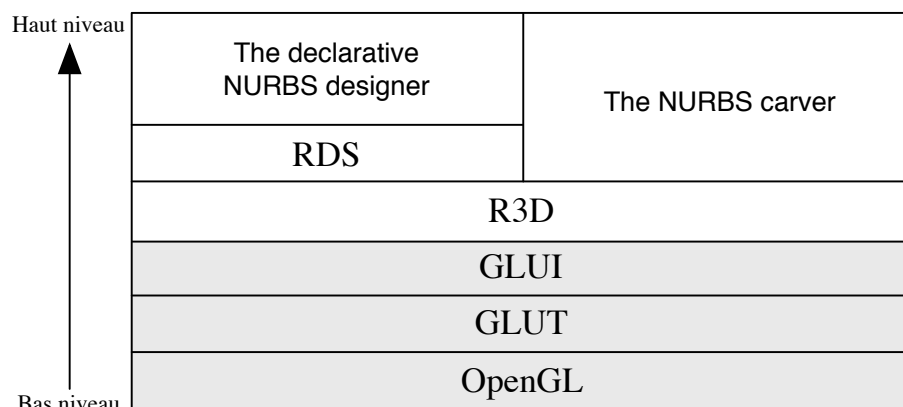 Haut niveau
The declarative
NURBS designer
The NURBS carver
RDS
R3D
GLUI
GLUT
OpenGL
Bas niveau